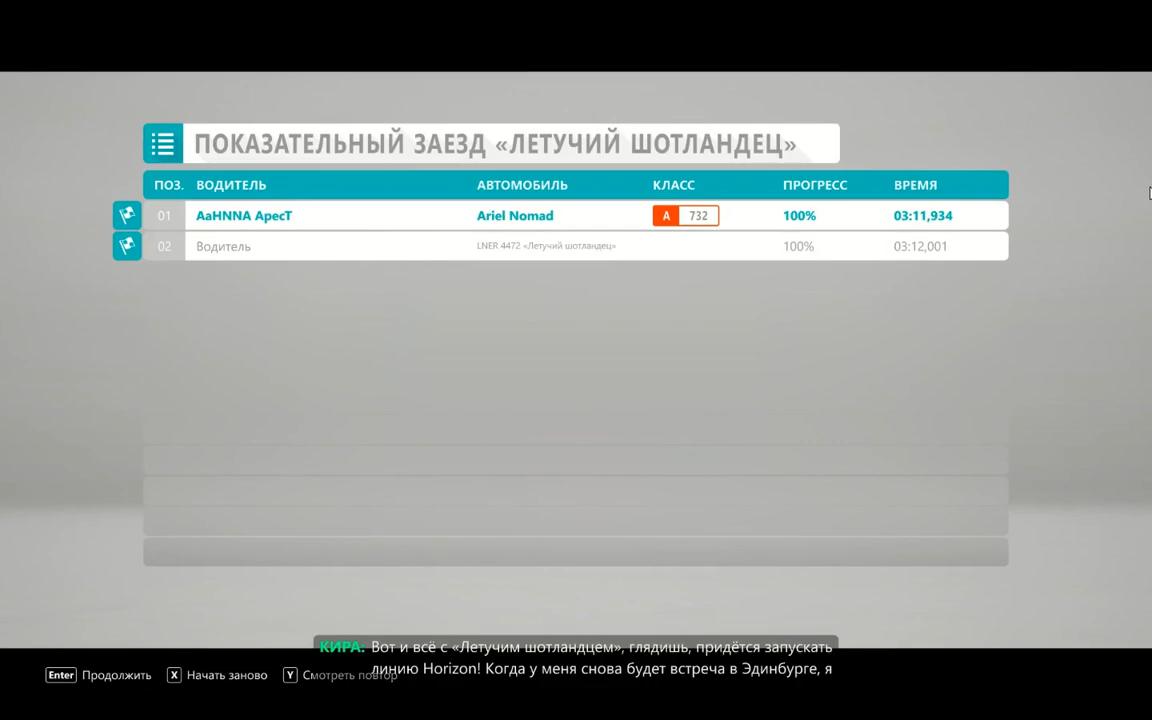 ПОКАЗАТЕЛЬНЫЙ ЗАЕЗД «ЛЕТУЧИЙ ШОТЛАНДЕЦ»
ПОЗ. ВОДИТЕЛЬ АВТОМОБИЛЬ КЛАСС ПРОГРЕСС ВРЕМЯ
01 AaHNNA АресТ Ariel Nomad A 732 100% 03:11,934
02 Водитель LNER 4472 «Летучий шотландец» 100% 03:12,001
КИРА: Вот и всё с «Летучим шотландцем», глядишь, придётся запускать
линию Horizon! Когда у меня снова будет встреча в Эдинбурге, я
Enter Продолжить X Начать заново Y Смотреть повтор